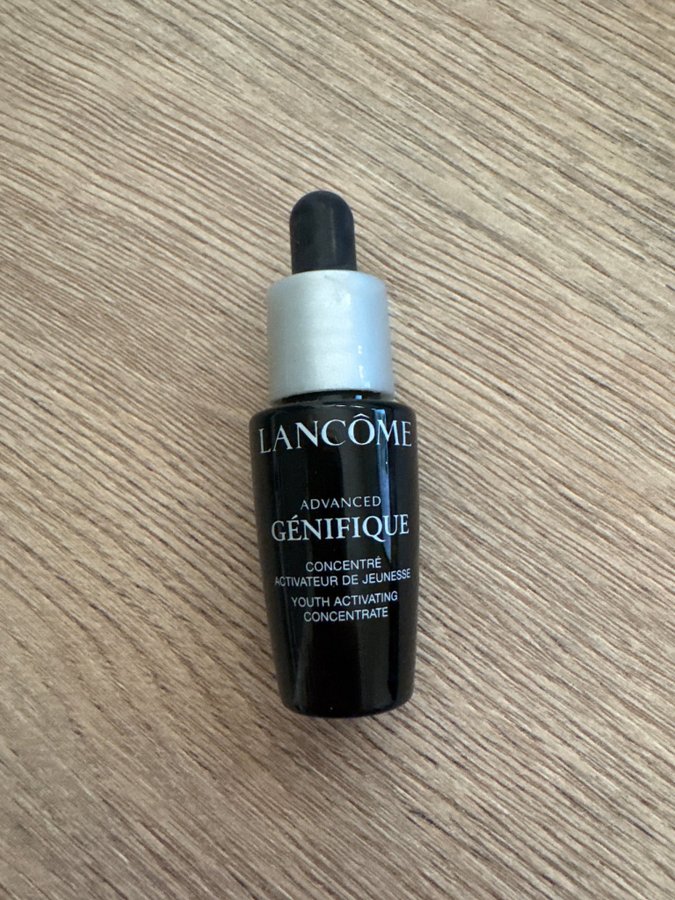 LANCÔME
ADVANCED
GÉNIFIQUE
CONCENTRÉ
ACTIVATEUR DE JEUNESSE
YOUTH ACTIVATING
CONCENTRATE